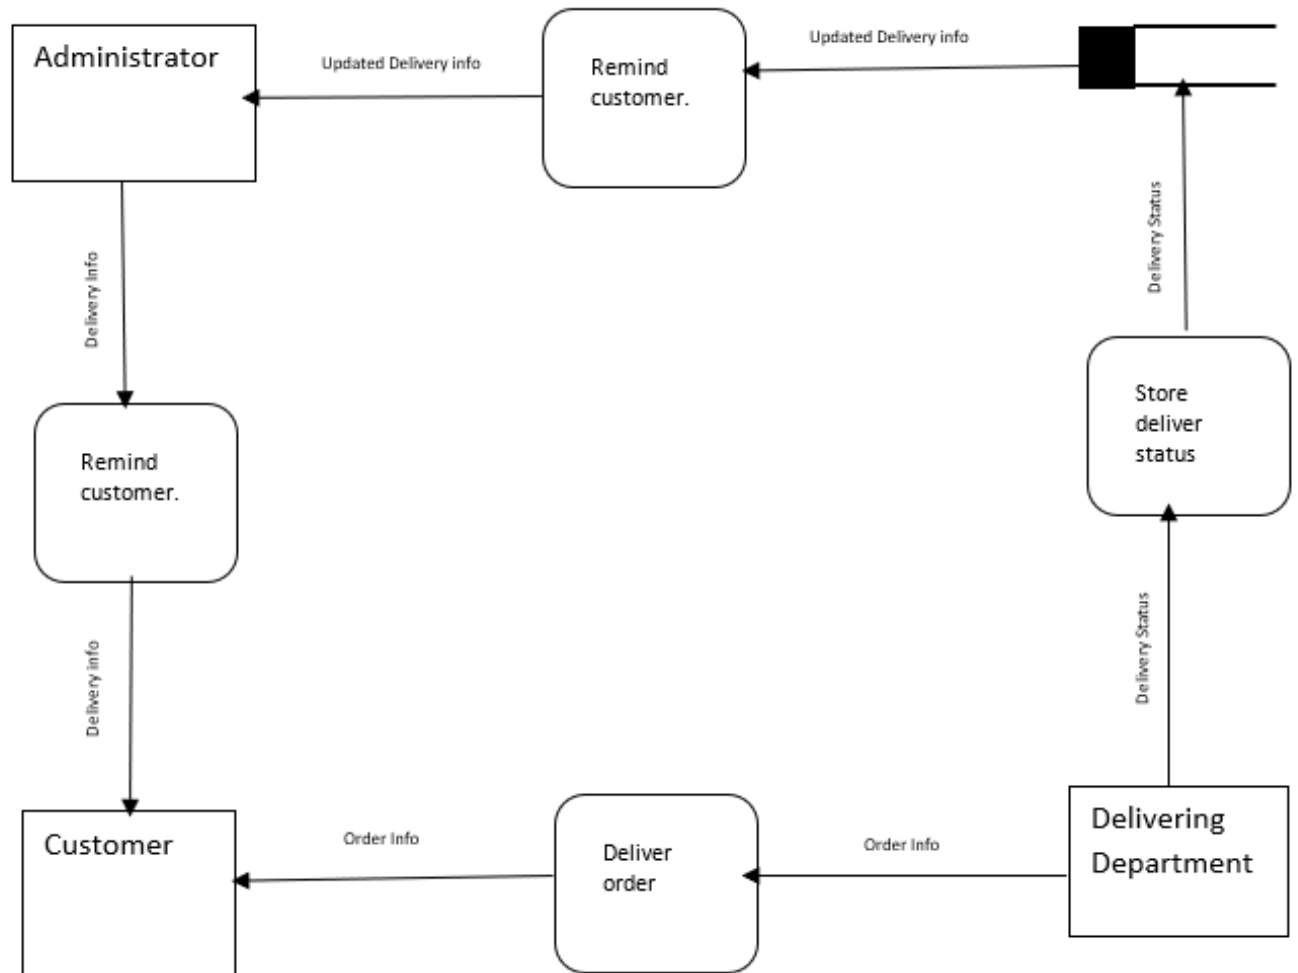 Administrator
Updated Delivery info
Remind
customer.
Updated Delivery info
Delivery Info
Delivery Status
Remind
customer.
Store
deliver
status
Delivery info
Delivery Status
Customer
Order Info
Deliver
order
Order Info
Delivering
Department